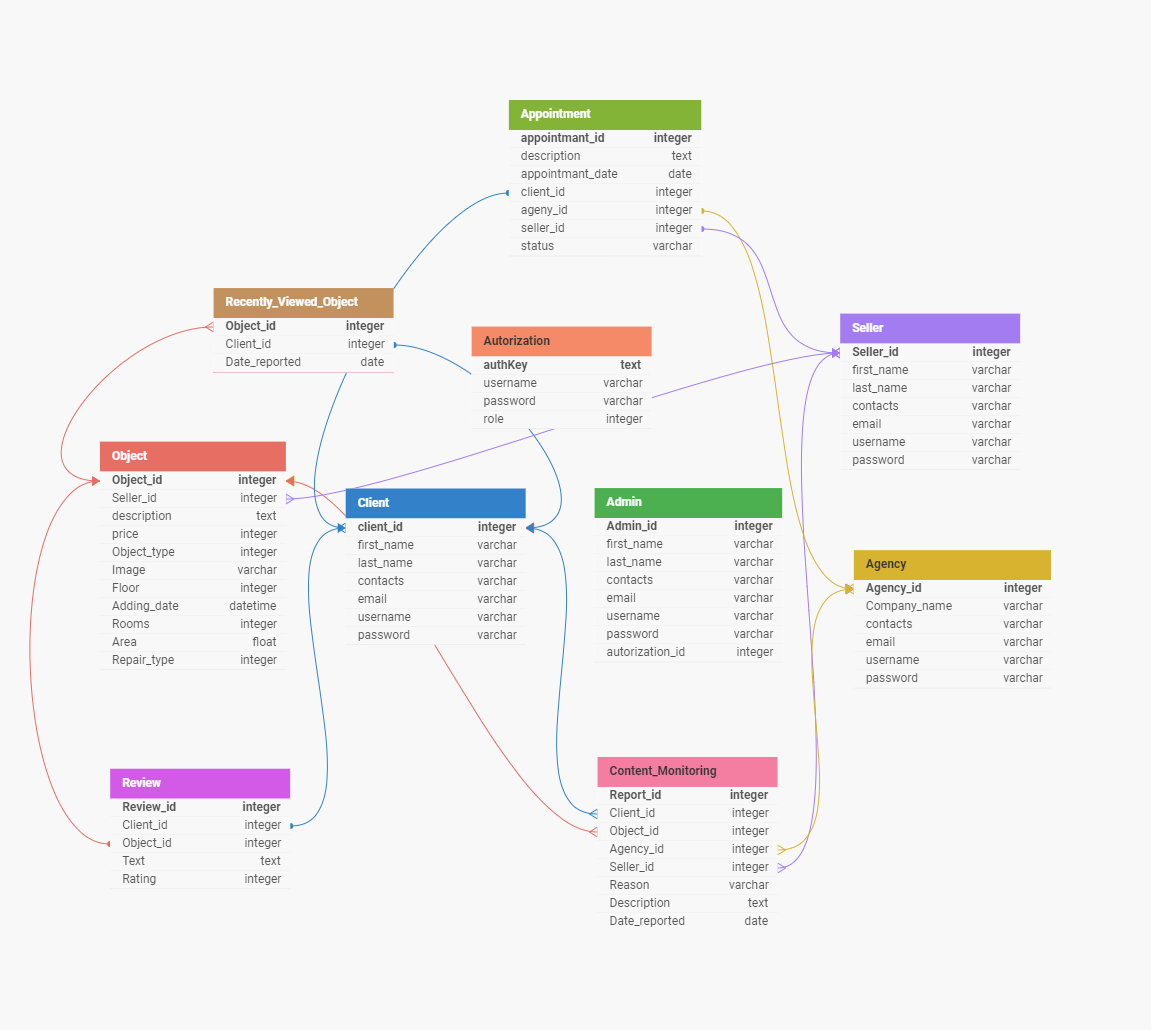 Appointment
appointmant_id integer
description text
appointmant_date date
client_id integer
ageny_id integer
seller_id integer
status varchar
Recently_Viewed_Object
Object_id integer
Client_id integer
Date_reported date
Autorization
authKey text
username varchar
password varchar
role integer
Seller
Seller_id integer
first_name varchar
last_name varchar
contacts varchar
email varchar
username varchar
password varchar
Object
Object_id integer
Seller_id integer
description text
price integer
Object_type integer
Image varchar
Floor integer
Adding_date datetime
Rooms integer
Area float
Repair_type integer
Client
client_id integer
first_name varchar
last_name varchar
contacts varchar
email varchar
username varchar
password varchar
Admin
Admin_id integer
first_name varchar
last_name varchar
contacts varchar
email varchar
username varchar
password varchar
autorization_id integer
Agency
Agency_id integer
Company_name varchar
contacts varchar
email varchar
username varchar
password varchar
Review
Review_id integer
Client_id integer
Object_id integer
Text text
Rating integer
Content_Monitoring
Report_id integer
Client_id integer
Object_id integer
Agency_id integer
Seller_id integer
Reason varchar
Description text
Date_reported date